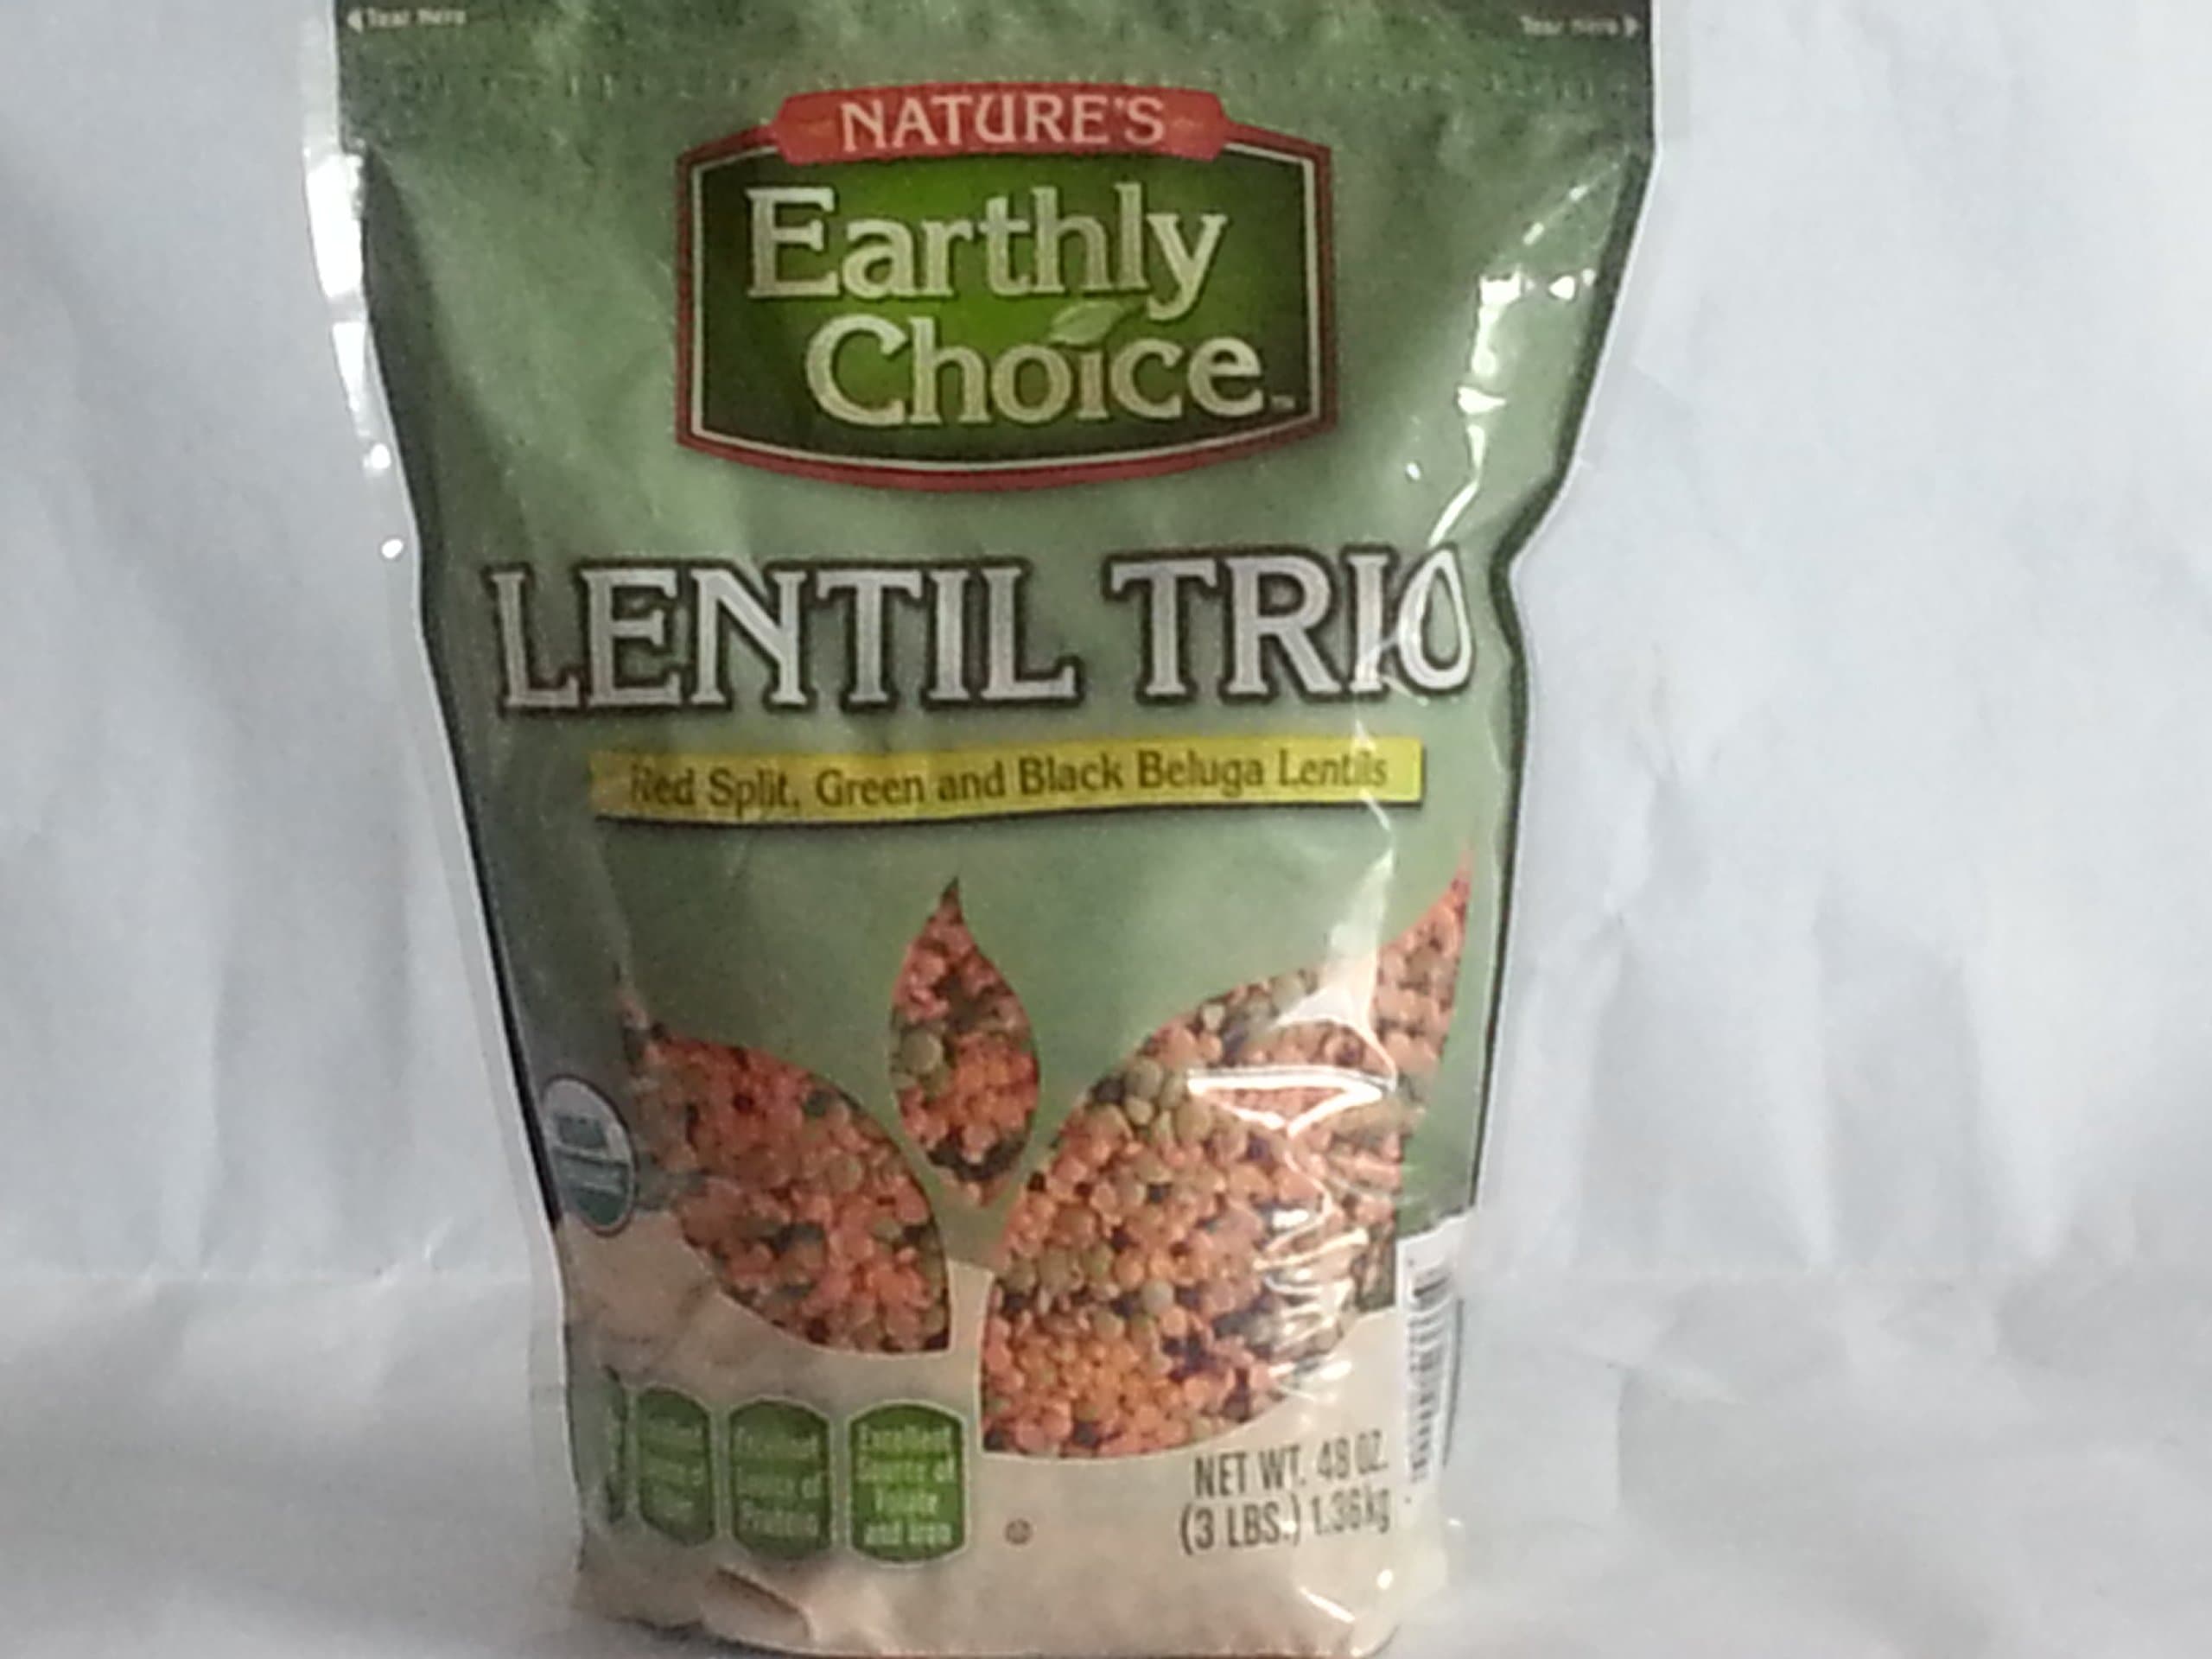 Tear Here
Tear Here
NATURE'S
Earthly
Choice™
LENTIL TRIO
Red Split, Green and Black Beluga Lentils
Excellent
Source of
Protein
Excellent
Source of
Folate
and Iron
NET WT. 48 OZ.
(3 LBS.) 1.36kg